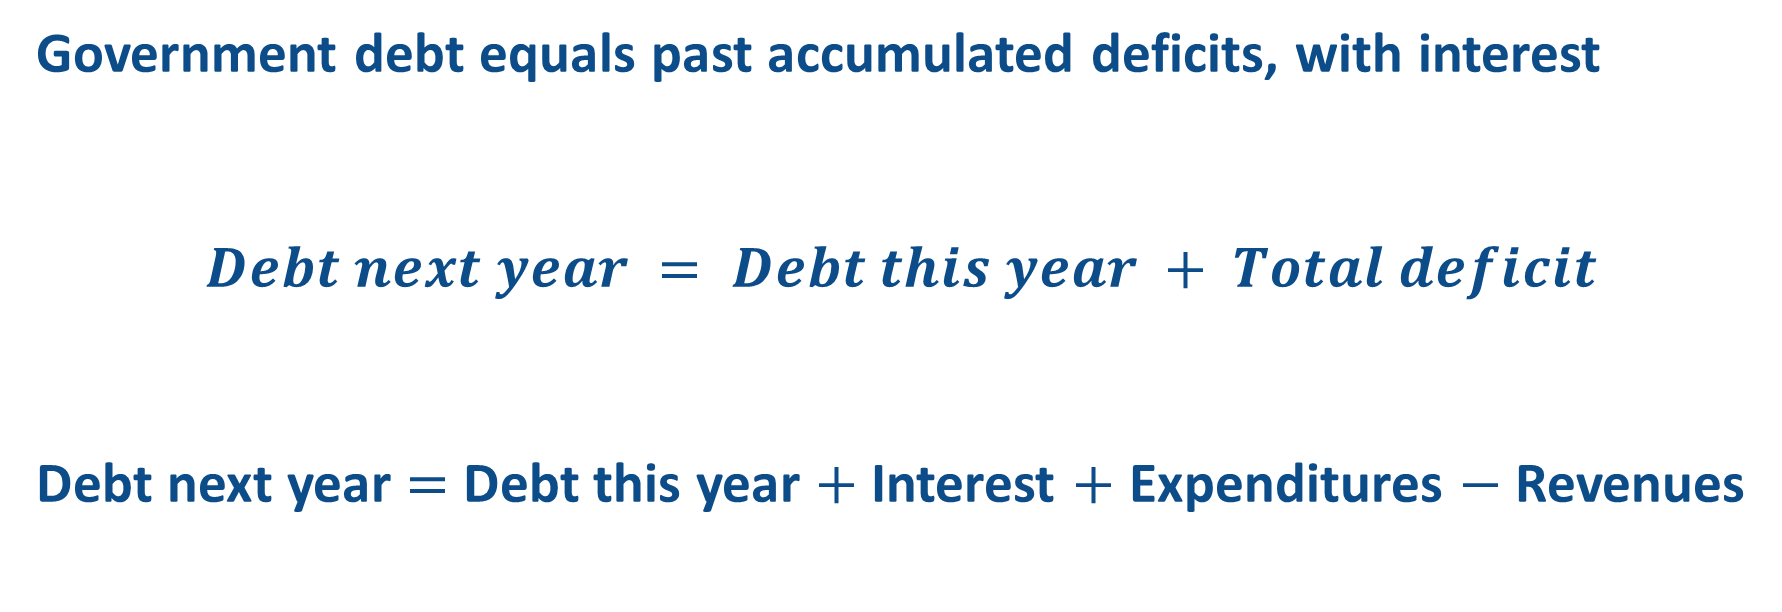 Government debt equals past accumulated deficits, with interest
Debt next year = Debt this year + Total deficit
Debt next year = Debt this year + Interest + Expenditures − Revenues